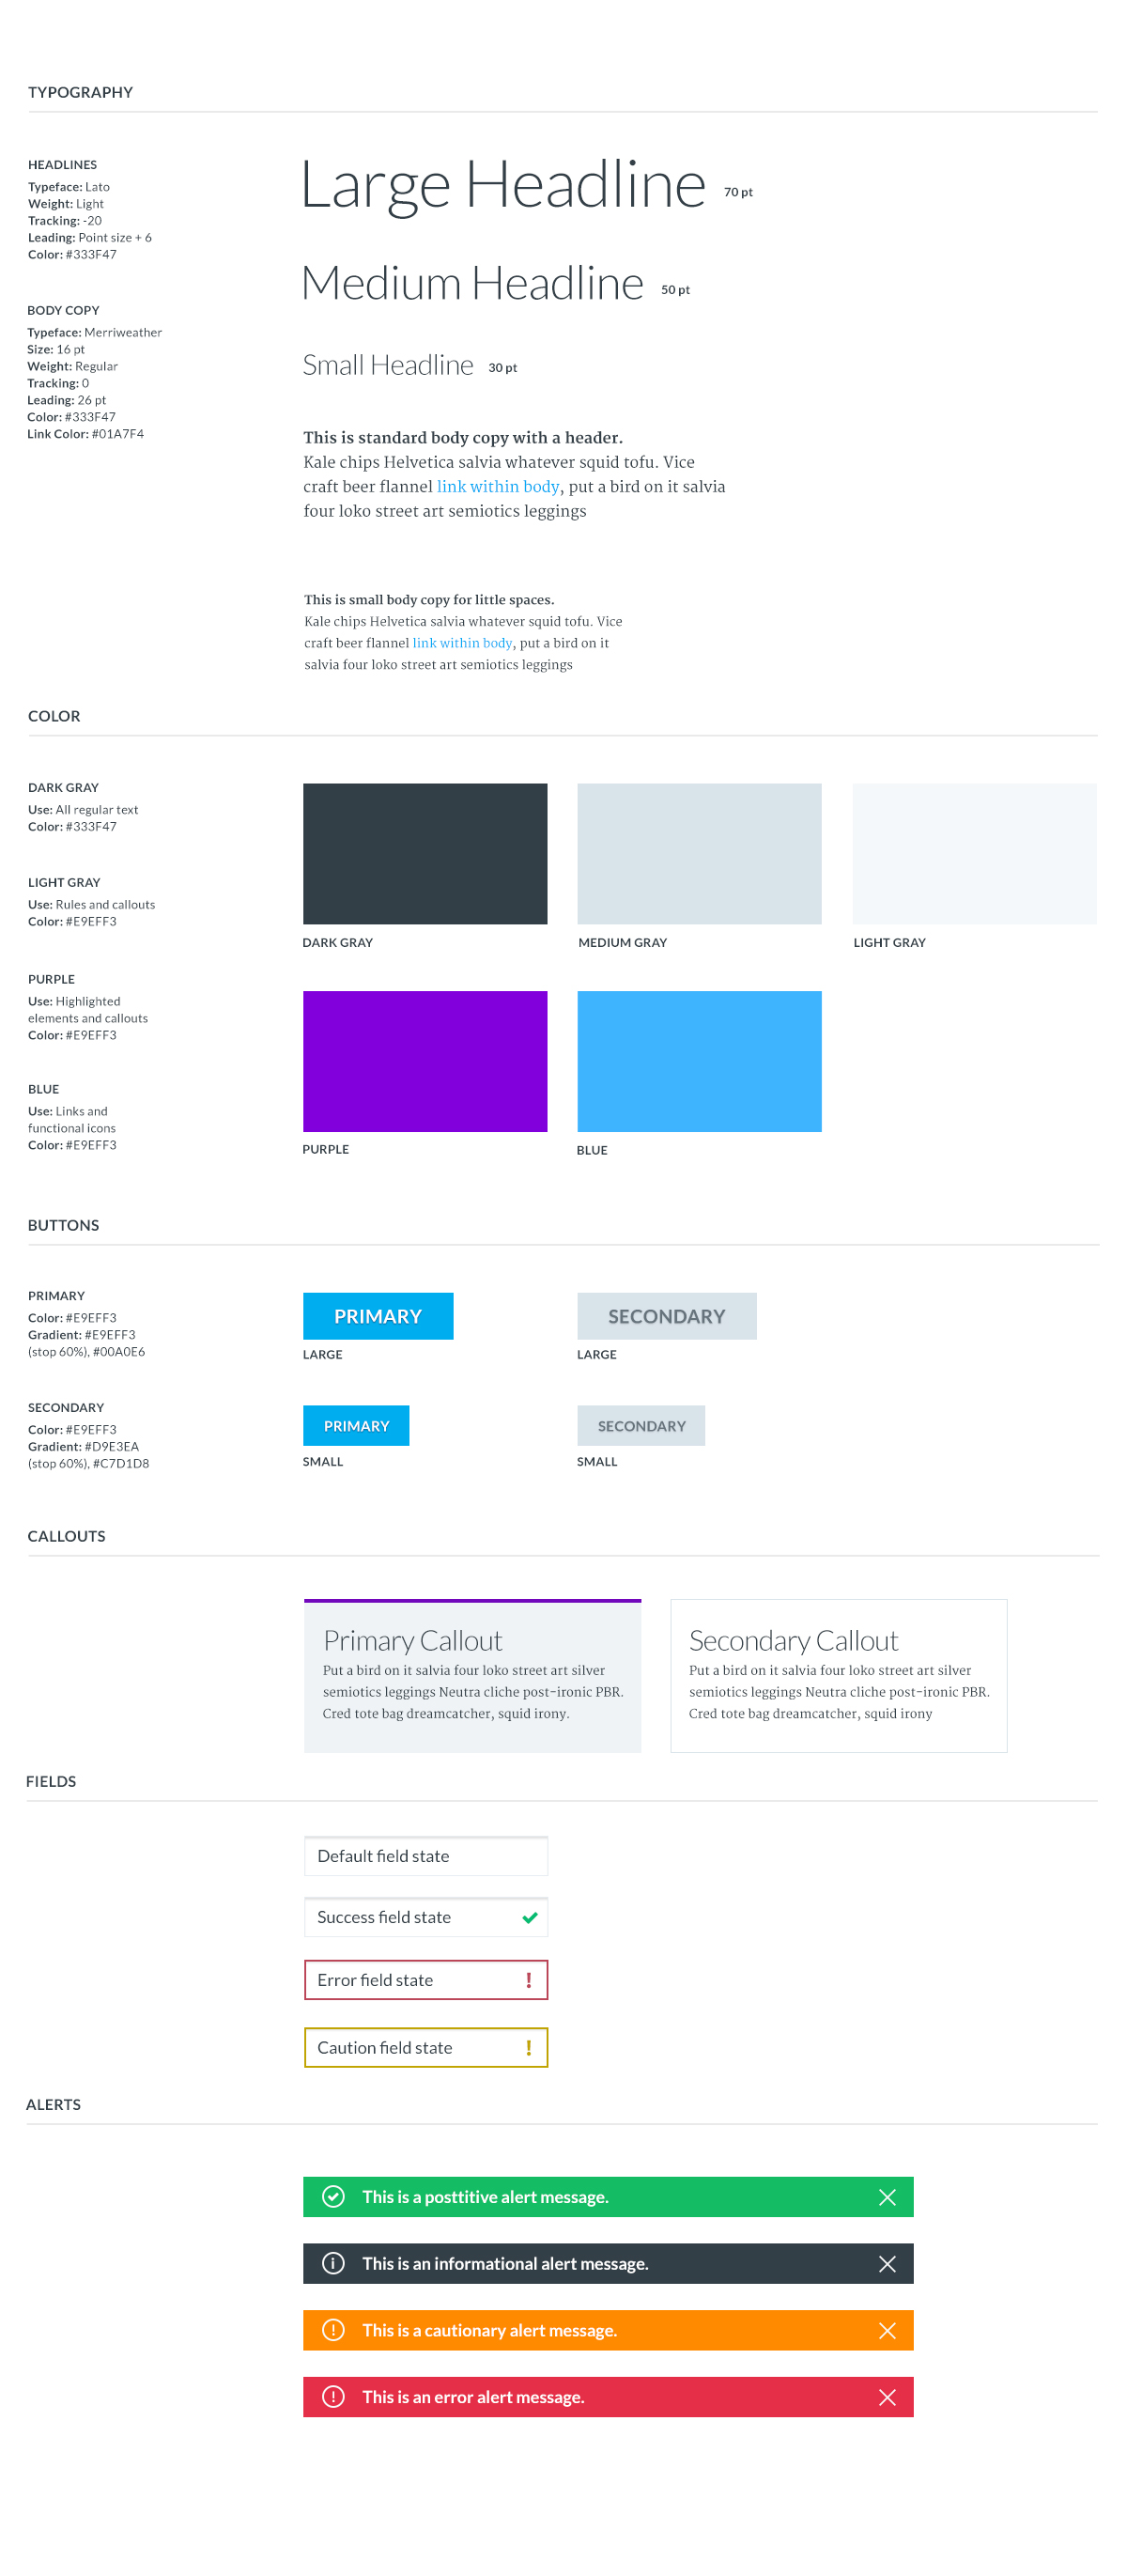 TYPOGRAPHY
HEADLINES
Typeface: Lato
Weight: Light
Tracking: -20
Leading: Point size + 6
Color: #333F47
BODY COPY
Typeface: Merriweather
Size: 16 pt
Weight: Regular
Tracking: 0
Leading: 26 pt
Color: #333F47
Link Color: #01A7F4
Large Headline 70 pt
Medium Headline 50 pt
Small Headline 30 pt
This is standard body copy with a header.
Kale chips Helvetica salvia whatever squid tofu. Vice
craft beer flannel link within body, put a bird on it salvia
four loko street art semiotics leggings
This is small body copy for little spaces.
Kale chips Helvetica salvia whatever squid tofu. Vice
craft beer flannel link within body, put a bird on it
salvia four loko street art semiotics leggings
COLOR
DARK GRAY
Use: All regular text
Color: #333F47
LIGHT GRAY
Use: Rules and callouts
Color: #E9EFF3
PURPLE
Use: Highlighted
elements and callouts
Color: #E9EFF3
BLUE
Use: Links and
functional icons
Color: #E9EFF3
DARK GRAY
MEDIUM GRAY
LIGHT GRAY
PURPLE
BLUE
BUTTONS
PRIMARY
Color: #E9EFF3
Gradient: #E9EFF3
(stop 60%), #00A0E6
SECONDARY
Color: #E9EFF3
Gradient: #D9E3EA
(stop 60%), #C7D1D8
PRIMARY
LARGE
SECONDARY
LARGE
PRIMARY
SMALL
SECONDARY
SMALL
CALLOUTS
Primary Callout
Put a bird on it salvia four loko street art silver
semiotics leggings Neutra cliche post-ironic PBR.
Cred tote bag dreamcatcher, squid irony.
Secondary Callout
Put a bird on it salvia four loko street art silver
semiotics leggings Neutra cliche post-ironic PBR.
Cred tote bag dreamcatcher, squid irony
FIELDS
Default field state
Success field state
Error field state
Caution field state
ALERTS
This is a posttitive alert message.
This is an informational alert message.
This is a cautionary alert message.
This is an error alert message.